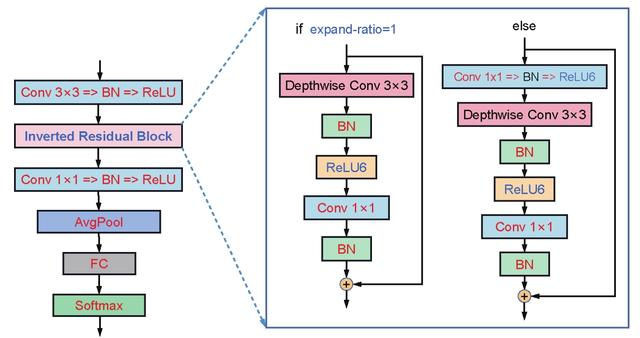 Conv 3×3 => BN => ReLU
Inverted Residual Block
Conv 1×1 => BN => ReLU
AvgPool
FC
Softmax
if expand-ratio=1
Depthwise Conv 3×3
BN
ReLU6
Conv 1×1
BN
+
else
Conv 1x1 => BN => ReLU6
Depthwise Conv 3×3
BN
ReLU6
Conv 1×1
BN
+